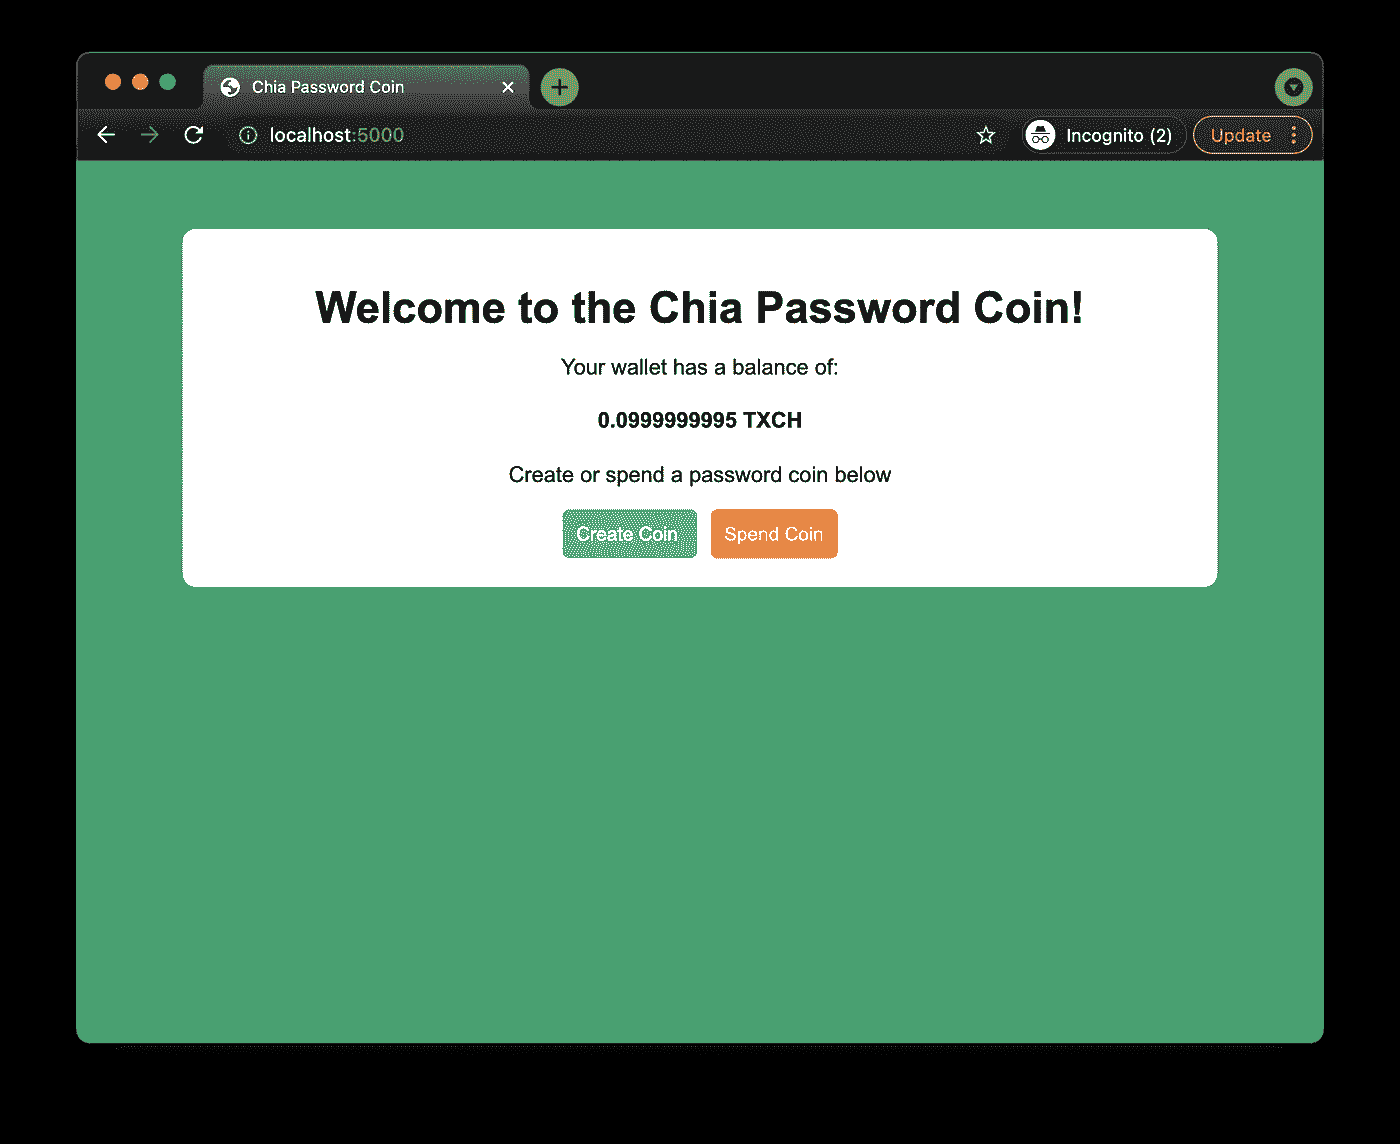 Chia Password Coin
localhost:5000
Incognito (2)
Update
Welcome to the Chia Password Coin!
Your wallet has a balance of:
0.0999999995 TXCH
Create or spend a password coin below
Create Coin
Spend Coin